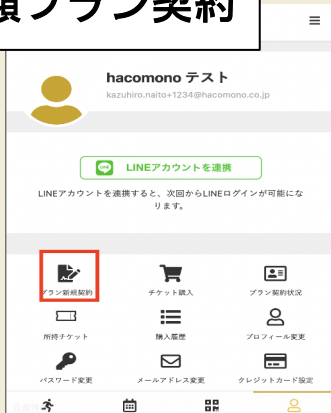 プラン契約
hacomono テスト
kazuhiro.naito+1234@hacomono.co.jp
LINEアカウントを連携
LINEアカウントを連携すると、次回からLINEログインが可能にな
ります。
プラン新規契約 チケット購入 プラン契約状況
所持チケット 購入履歴 プロフィール変更
パスワード変更 メールアドレス変更 クレジットカード設定